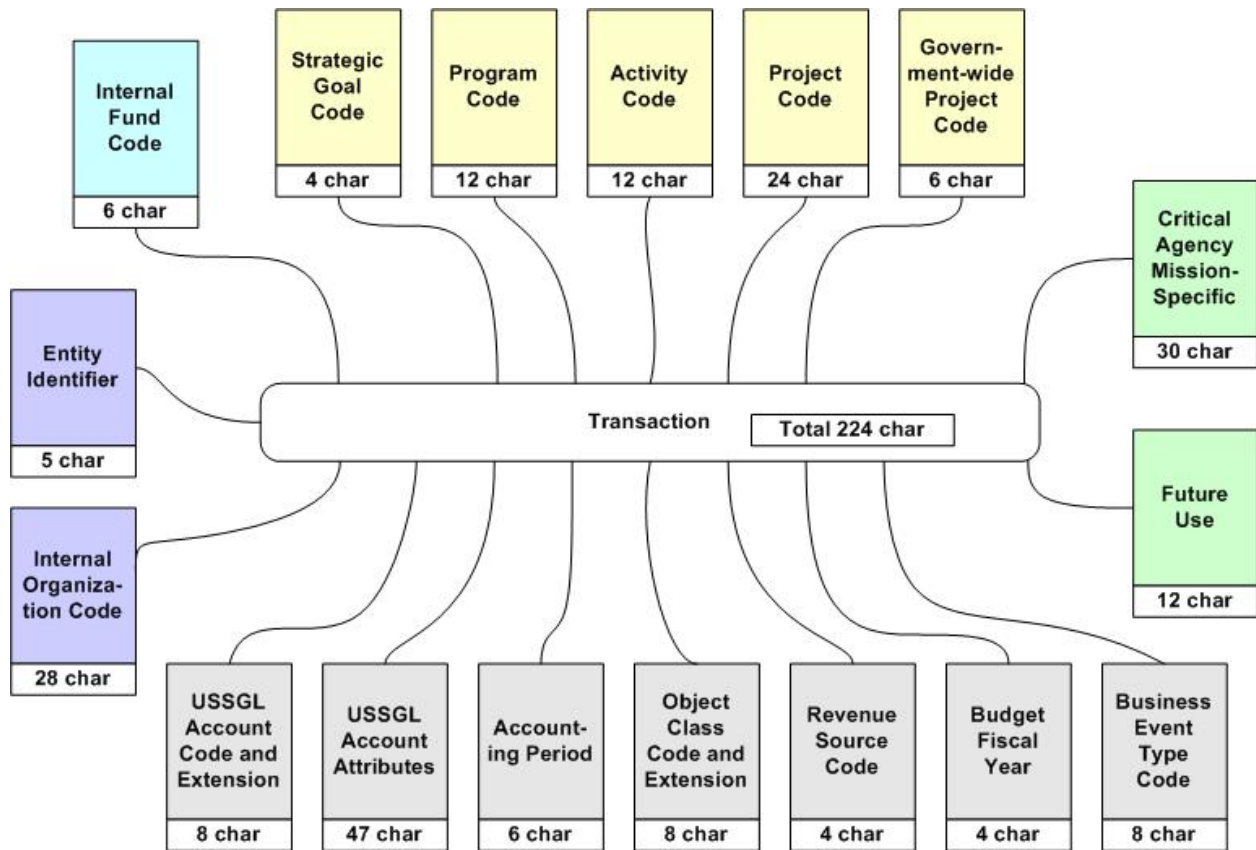 Internal
Fund
Code
6 char
Strategic
Goal
Code
4 char
Program
Code
12 char
Activity
Code
12 char
Project
Code
24 char
Govern-
ment-wide
Project
Code
6 char
Critical
Agency
Mission-
Specific
30 char
Entity
Identifier
5 char
Transaction
Total 224 char
Future
Use
12 char
Internal
Organiza-
tion Code
28 char
USSGL
Account
Code and
Extension
8 char
USSGL
Account
Attributes
47 char
Account-
ing Period
6 char
Object
Class
Code and
Extension
8 char
Revenue
Source
Code
4 char
Budget
Fiscal
Year
4 char
Business
Event
Type
Code
8 char